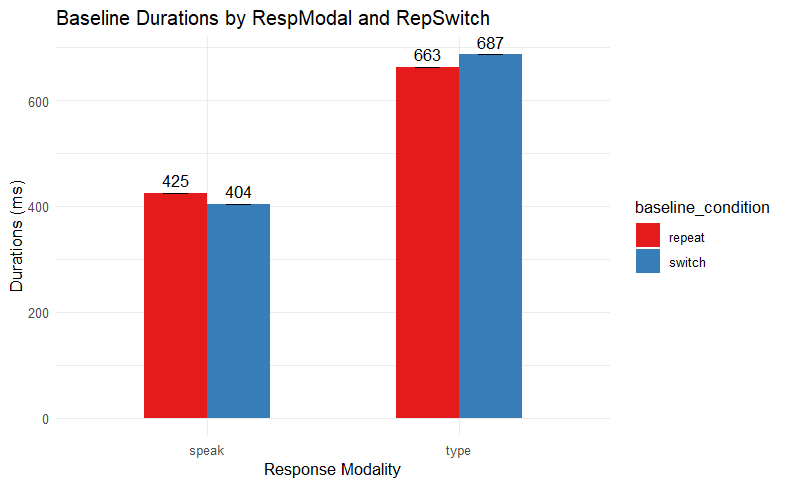 Baseline Durations by RespModal and RepSwitch
687
663
600
425
404
400
200
0
Durations (ms)
speak
type
Response Modality
baseline_condition
repeat
switch